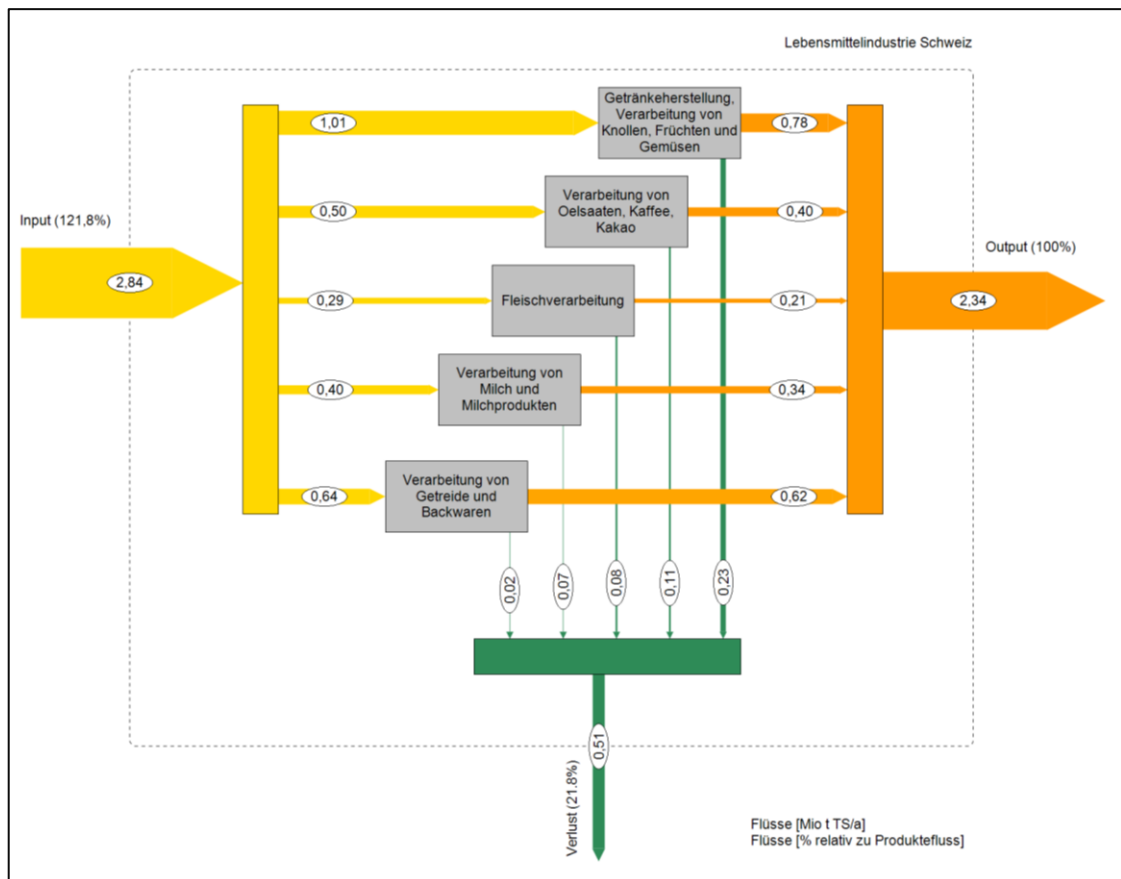 Lebensmittelindustrie Schweiz
Getränkeherstellung,
Verarbeitung von
Knollen, Früchten und
Gemüsen
1,01
0,78
Input (121,8%)
Verarbeitung von
Oelsaaten, Kaffee,
Kakao
0,50
0,40
Output (100%)
2,84
Fleischverarbeitung
0,29
0,21
2,34
Verarbeitung von
Milch und
Milchprodukten
0,40
0,34
Verarbeitung von
Getreide und
Backwaren
0,64
0,62
0,02
0,07
0,08
0,11
0,23
0,51
Verlust (21.8%)
Flüsse [Mio t TS/a]
Flüsse [% relativ zu Produktefluss]